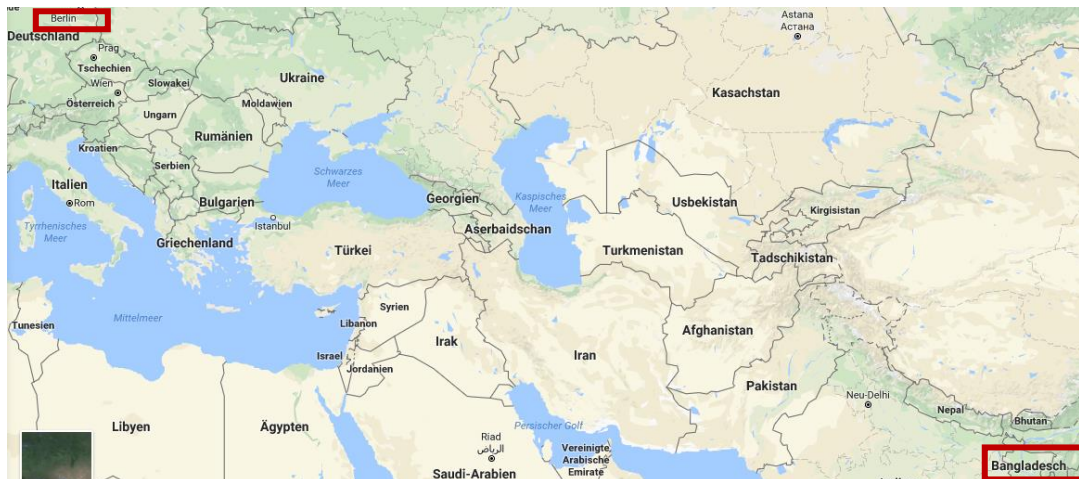 Berlin
Deutschland
Prag
Tschechien
Wien
Slowakei
Österreich
Ungarn
Moldawien
Ukraine
Rumänien
Kroatien
Serbien
Italien
Rom
Bulgarien
Tyrrhenisches
Meer
Griechenland
Istanbul
Schwarzes
Meer
Georgien
Aserbaidschan
Kaspisches
Meer
Türkei
Astana
Астана
Kasachstan
Usbekistan
Kirgisistan
Turkmenistan
Tadschikistan
Tunesien
Mittelmeer
Syrien
Libanon
Israel
Jordanien
Irak
Iran
Afghanistan
Pakistan
Neu-Delhi
Nepal
Bhutan
Libyen
Ägypten
Persischer Golf
Riad
الرياض
Saudi-Arabien
Vereinigte
Arabische
Emirate
Bangladesch